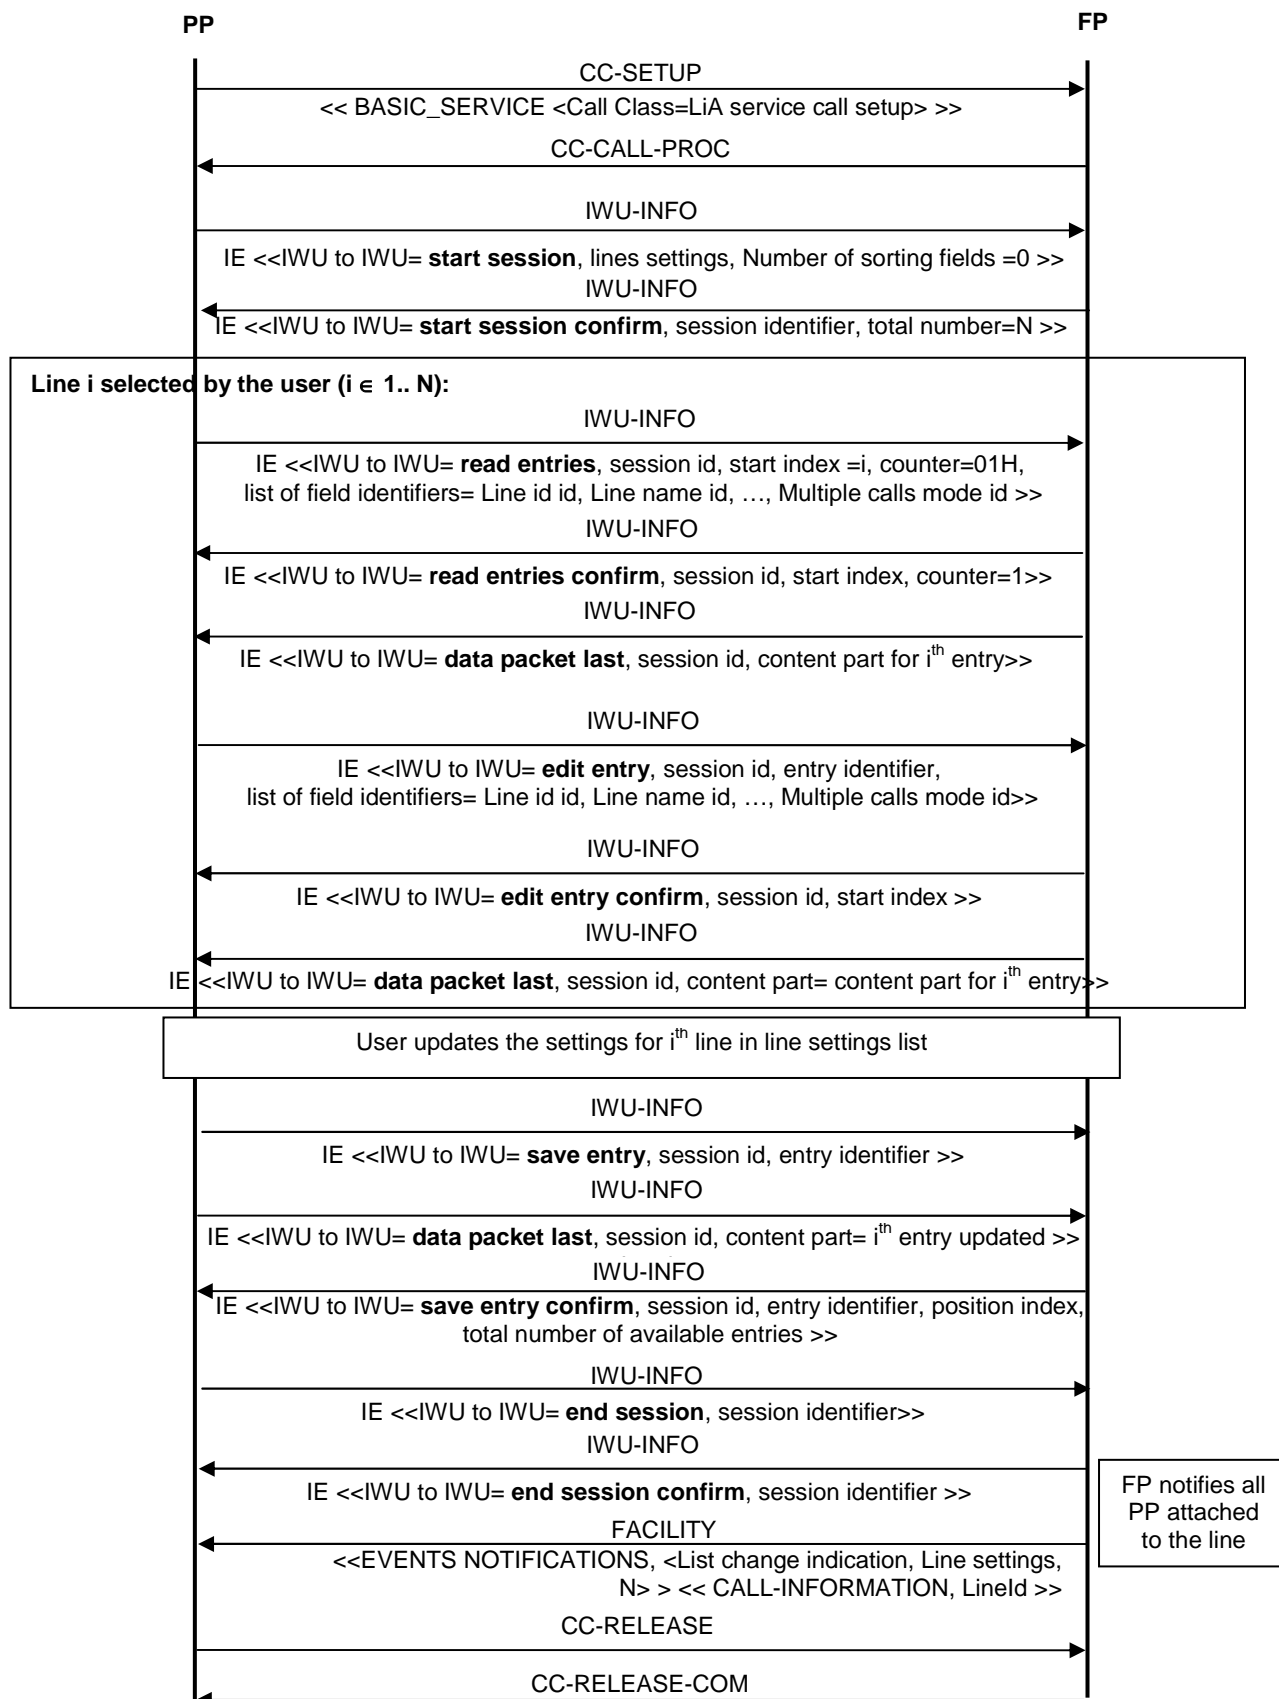 PP FP
CC-SETUP
<< BASIC_SERVICE <Call Class=LiA service call setup> >>
CC-CALL-PROC
IWU-INFO
IE <<IWU to IWU= start session, lines settings, Number of sorting fields =0 >>
IWU-INFO
IE <<IWU to IWU= start session confirm, session identifier, total number=N >>
Line i selected by the user (i ∈ 1.. N):
IWU-INFO
IE <<IWU to IWU= read entries, session id, start index =i, counter=01H,
list of field identifiers= Line id id, Line name id, …, Multiple calls mode id >>
IWU-INFO
IE <<IWU to IWU= read entries confirm, session id, start index, counter=1>>
IWU-INFO
IE <<IWU to IWU= data packet last, session id, content part for ith entry>>
IWU-INFO
IE <<IWU to IWU= edit entry, session id, entry identifier,
list of field identifiers= Line id id, Line name id, …, Multiple calls mode id>>
IWU-INFO
IE <<IWU to IWU= edit entry confirm, session id, start index >>
IWU-INFO
IE <<IWU to IWU= data packet last, session id, content part= content part for ith entry>>
User updates the settings for ith line in line settings list
IWU-INFO
IE <<IWU to IWU= save entry, session id, entry identifier >>
IWU-INFO
IE <<IWU to IWU= data packet last, session id, content part= ith entry updated >>
IWU-INFO
IE <<IWU to IWU= save entry confirm, session id, entry identifier, position index,
total number of available entries >>
IWU-INFO
IE <<IWU to IWU= end session, session identifier>>
IWU-INFO
IE <<IWU to IWU= end session confirm, session identifier >>
FP notifies all
PP attached
to the line
FACILITY
<<EVENTS NOTIFICATIONS, <List change indication, Line settings,
N> > << CALL-INFORMATION, LineId >>
CC-RELEASE
CC-RELEASE-COM